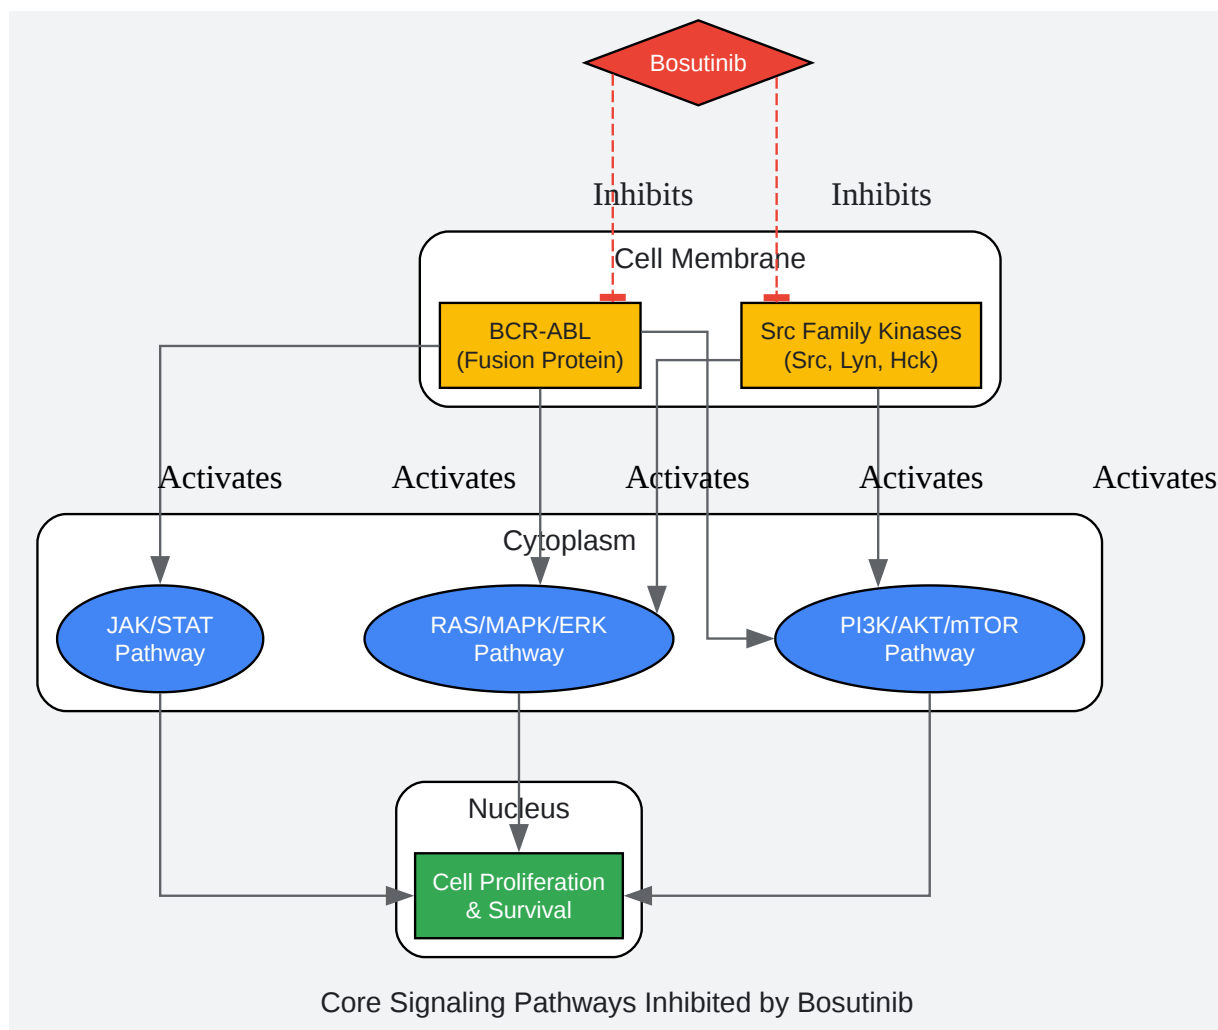 Bosutinib
Inhibits
Inhibits
Cell Membrane
BCR-ABL
(Fusion Protein)
Src Family Kinases
(Src, Lyn, Hck)
Activates
Activates
Activates
Activates
Activates
Cytoplasm
JAK/STAT
Pathway
RAS/MAPK/ERK
Pathway
PI3K/AKT/mTOR
Pathway
Nucleus
Cell Proliferation
& Survival
Core Signaling Pathways Inhibited by Bosutinib